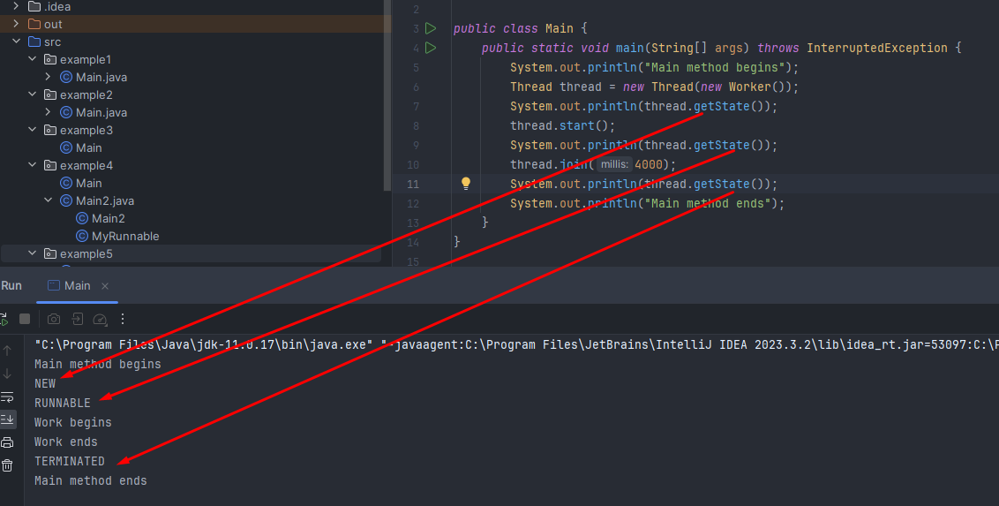 .idea
out
src
example1
Main.java
example2
Main.java
example3
Main
example4
Main
Main2.java
Main2
MyRunnable
example5
2
3 public class Main {
4 public static void main(String[] args) throws InterruptedException {
5 System.out.println("Main method begins");
6 Thread thread = new Thread(new Worker());
7 System.out.println(thread.getState());
8 thread.start();
9 System.out.println(thread.getState());
10 thread.join( millis: 4000);
11 System.out.println(thread.getState());
12 System.out.println("Main method ends");
13 }
14 }
15
Run Main
"C:\Program Files\Java\jdk-11.0.17\bin\java.exe" "-javaagent:C:\Program Files\JetBrains\IntelliJ IDEA 2023.3.2\lib\idea_rt.jar=53097:C:\P
Main method begins
NEW
RUNNABLE
Work begins
Work ends
TERMINATED
Main method ends